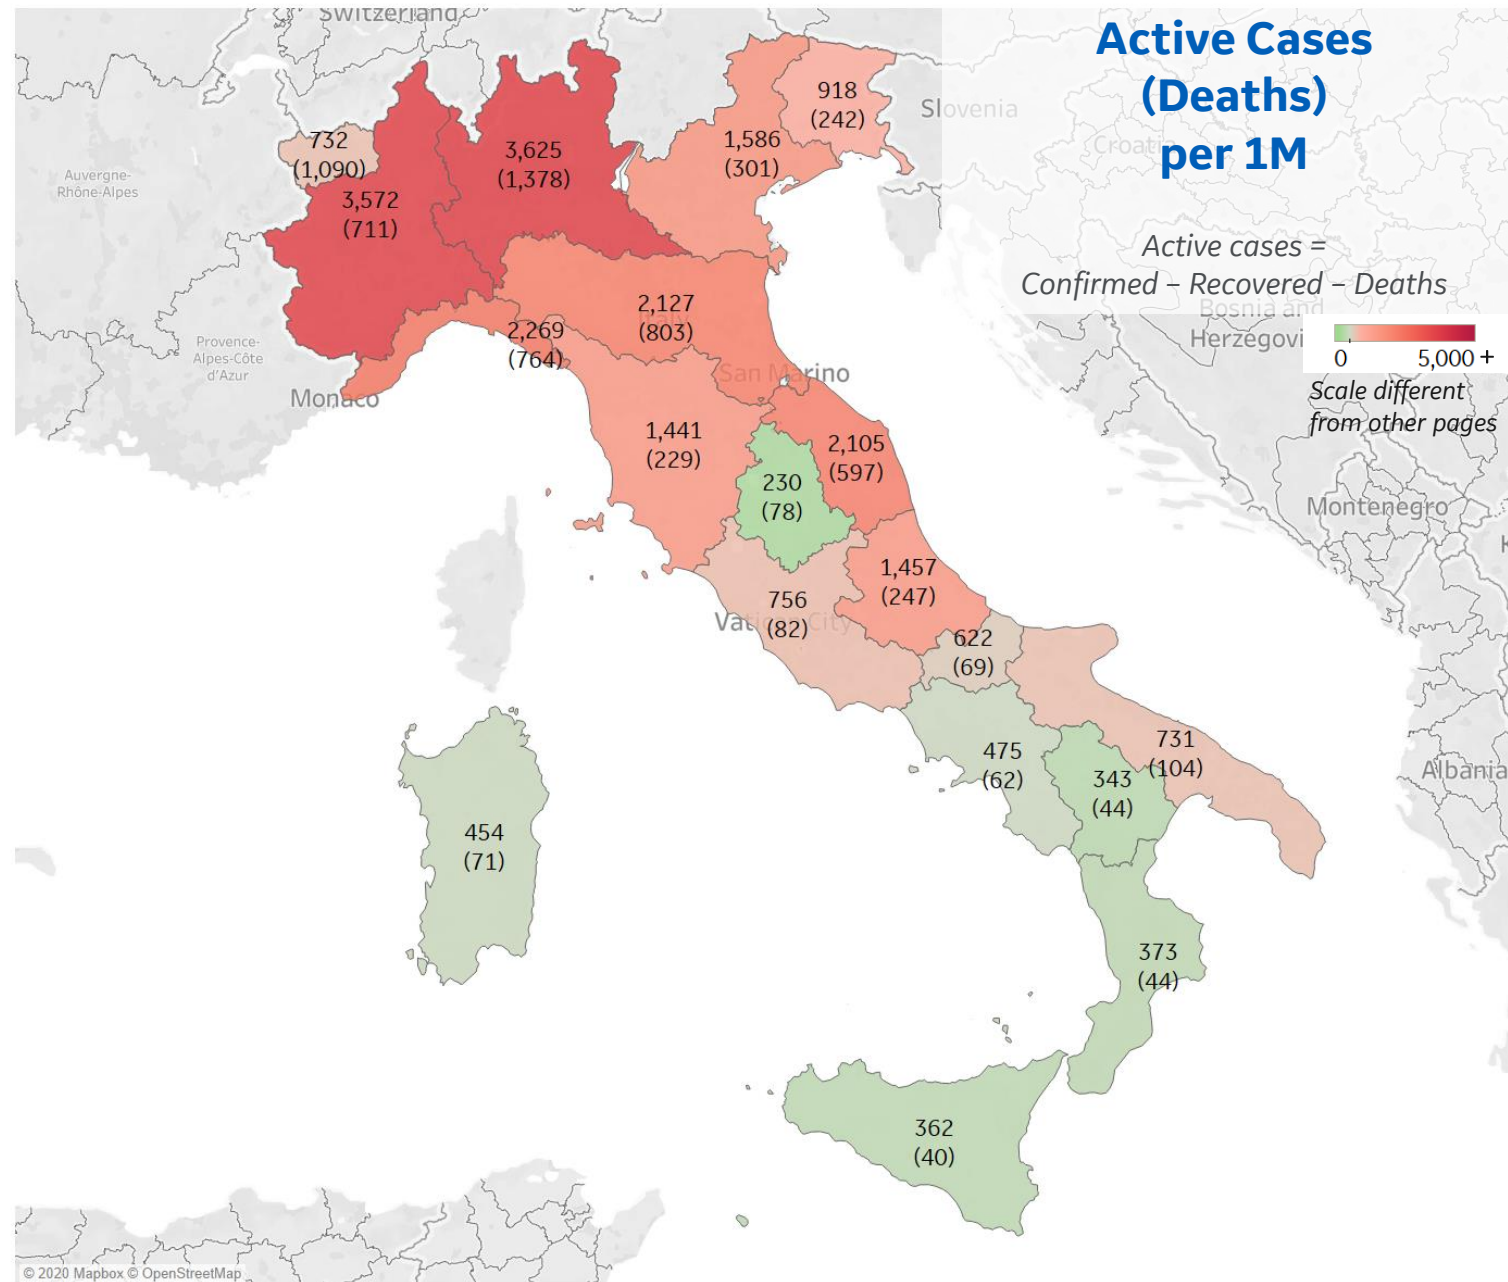 Switzerland
Active Cases
(Deaths)
per 1M
918
(242)
Slovenia
732
(1,090)
3,625
(1,378)
1,586
(301)
Croatia
Auvergne-
Rhône-Alpes
3,572
(711)
Active cases =
Confirmed – Recovered – Deaths
Bosnia and
Herzegovi
0
5,000 +
Scale different
from other pages
2,127
(803)
Italy
2,269
(764)
Provence-
Alpes-Côte
d'Azur
Monaco
San Marino
1,441
(229)
2,105
(597)
230
(78)
Montenegro
K
1,457
(247)
756
(82)
Vatican City
622
(69)
475
(62)
731
(104)
343
(44)
Albania
454
(71)
373
(44)
362
(40)
© 2020 Mapbox © OpenStreetMap